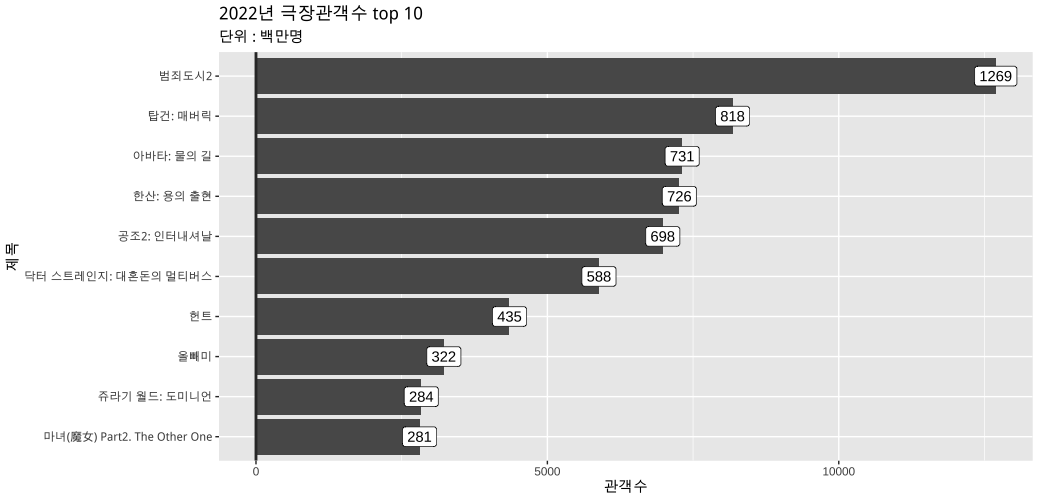 2022년 극장관객수 top 10
단위 : 백만명
제목
범죄도시2
1269
탑건: 매버릭
818
아바타: 물의 길
731
한산: 용의 출현
726
공조2: 인터내셔날
698
닥터 스트레인지: 대혼돈의 멀티버스
588
헌트
435
올빼미
322
쥬라기 월드: 도미니언
284
마녀(魔女) Part2. The Other One
281
0
5000
10000
관객수